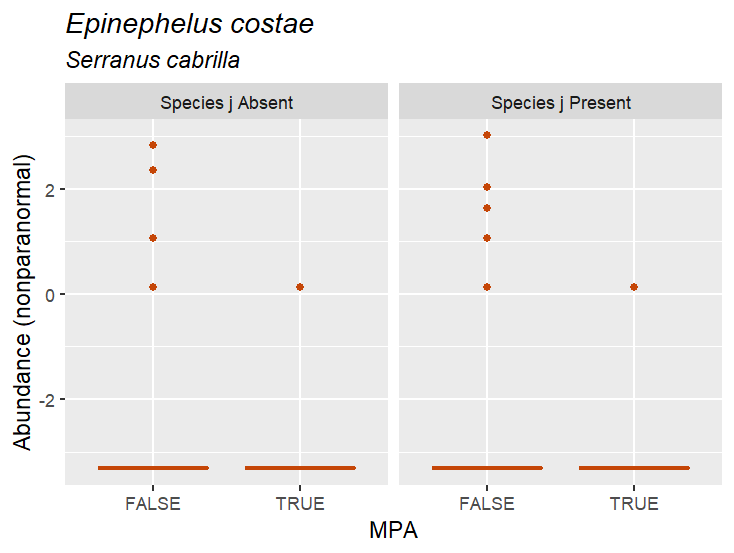 Epinephelus costae
Serranus cabrilla
Species j Absent
Species j Present
Abundance (nonparanormal)
2
0
-2
FALSE
TRUE
FALSE
TRUE
MPA